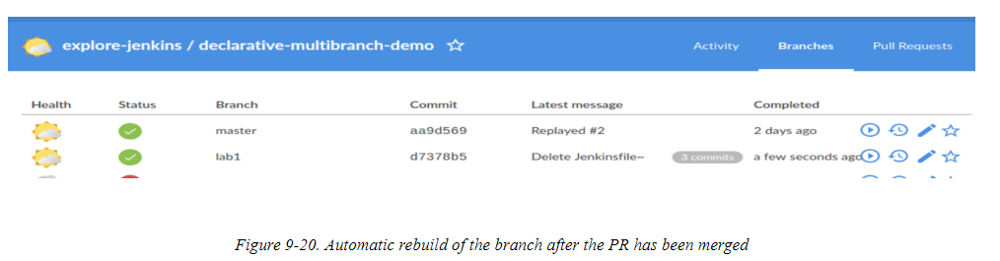 explore-jenkins / declarative-multibranch-demo
Activity Branches Pull Requests
Health Status Branch Commit Latest message Completed
master aa9d569 Replayed #2 2 days ago
lab1 d7378b5 Delete Jenkinsfile~ 3 commits a few seconds ago
Figure 9-20. Automatic rebuild of the branch after the PR has been merged